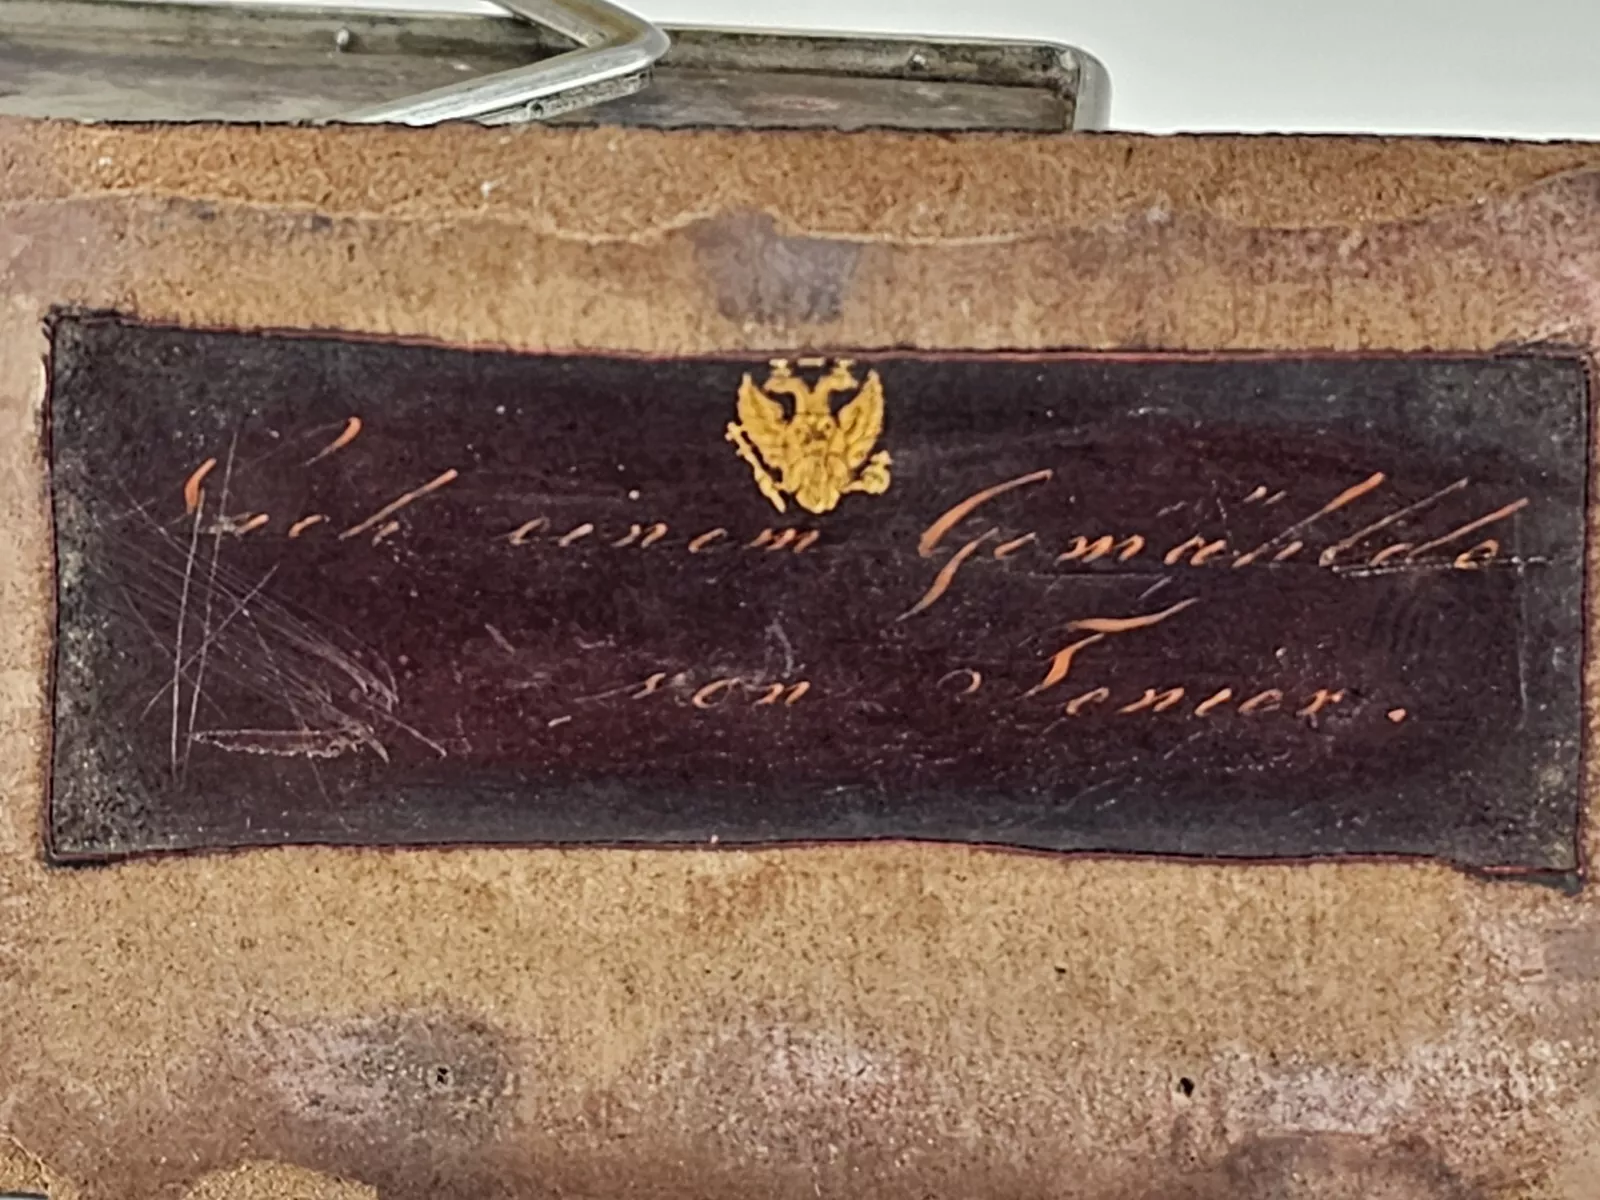 Nach einem Gemählde
von Tenier.